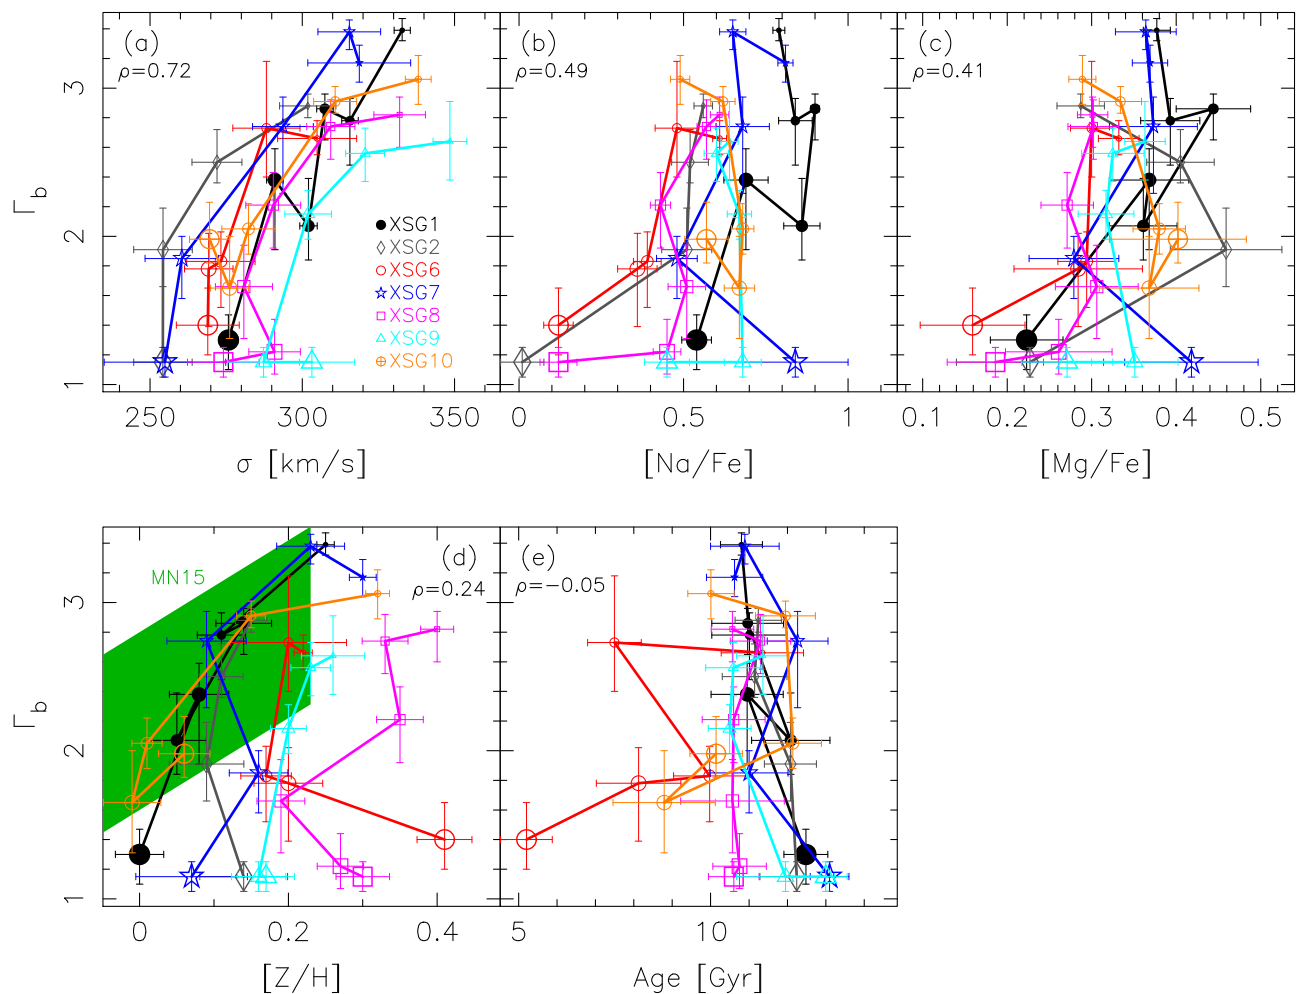 (a)
ρ=0.72
(b)
ρ=0.49
(c)
ρ=0.41
Γb
3
2
1
XSG1
XSG2
XSG6
XSG7
XSG8
XSG9
XSG10
250 300 350
0 0.5 1
0.1 0.2 0.3 0.4 0.5
σ [km/s]
[Na/Fe]
[Mg/Fe]
MN15
(d)
ρ=0.24
(e)
ρ=−0.05
Γb
3
2
1
0 0.2 0.4
5 10
[Z/H]
Age [Gyr]